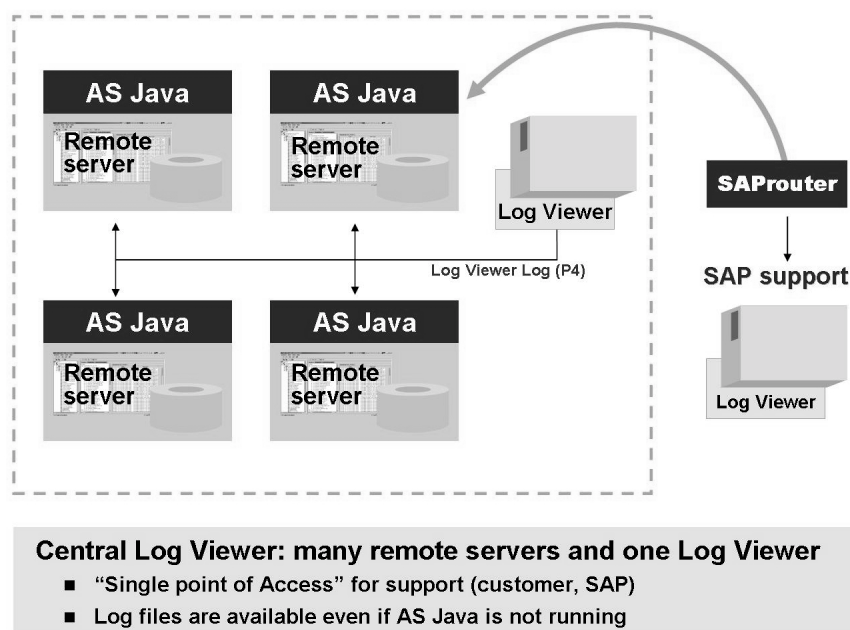 AS Java
AS Java
Remote
server
Remote
server
Log Viewer
SAProuter
Log Viewer Log (P4)
SAP support
AS Java
AS Java
Remote
server
Remote
server
Log Viewer
Central Log Viewer: many remote servers and one Log Viewer
■ “Single point of Access” for support (customer, SAP)
■ Log files are available even if AS Java is not running